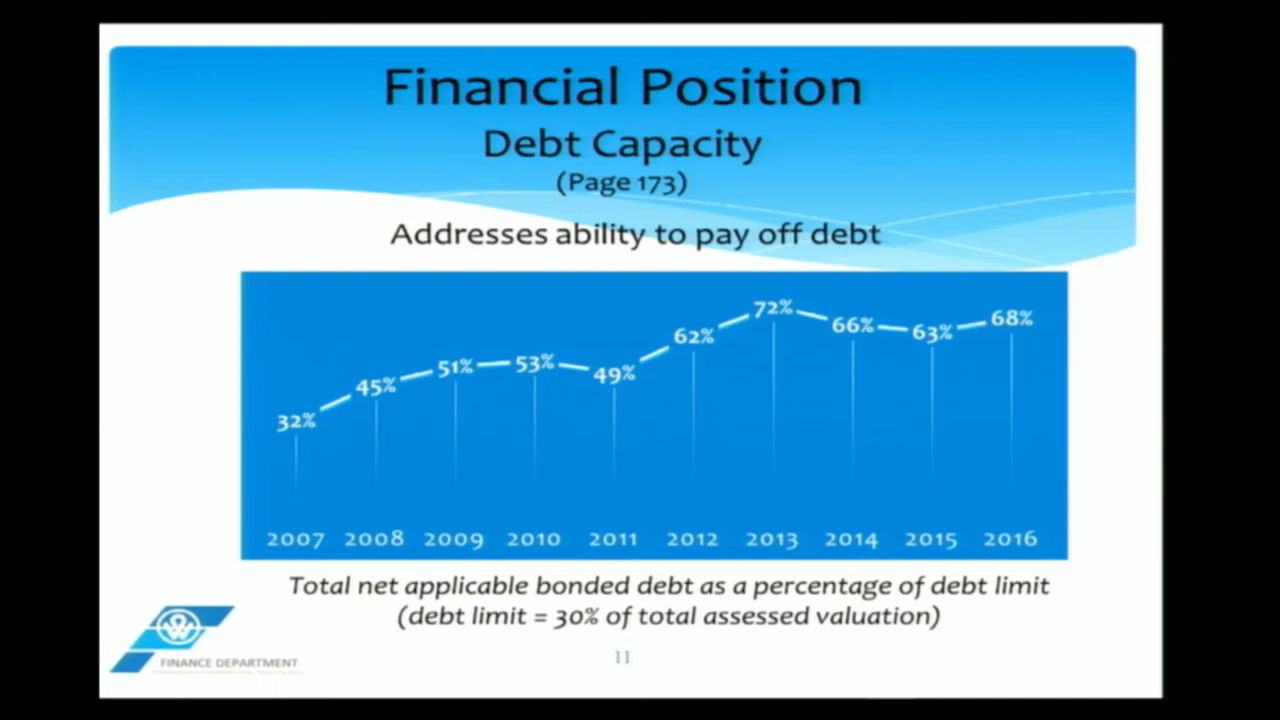 Financial Position
Debt Capacity
(Page 173)
Addresses ability to pay off debt
32% 45% 51% 53% 49% 62% 72% 66% 63% 68%
2007 2008 2009 2010 2011 2012 2013 2014 2015 2016
Total net applicable bonded debt as a percentage of debt limit
(debt limit = 30% of total assessed valuation)
FINANCE DEPARTMENT
11